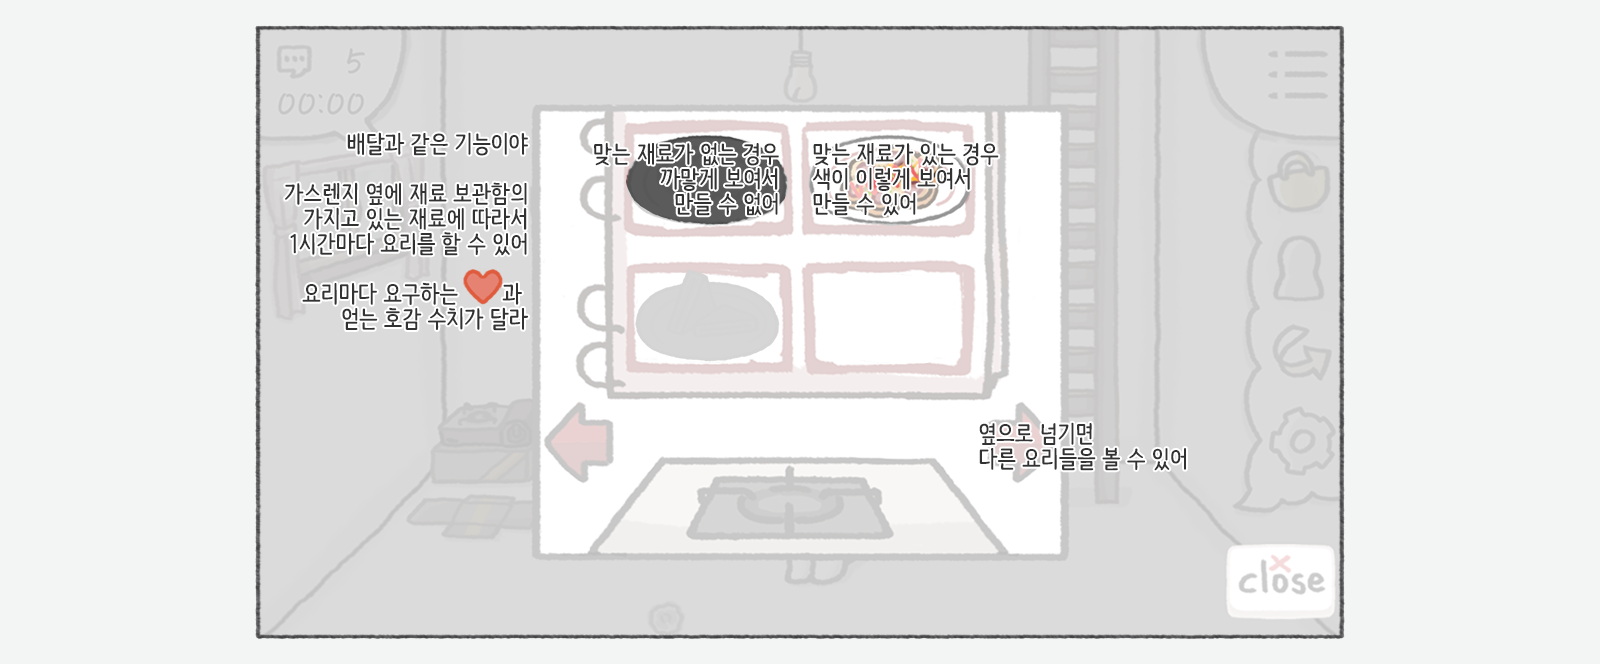 5
00:00
배달과 같은 기능이야
가스렌지 옆에 재료 보관함의
가지고 있는 재료에 따라서
1시간마다 요리를 할 수 있어
요리마다 요구하는 ❤️과
얻는 호감 수치가 달라
맞는 재료가 없는 경우
까맣게 보여서
만들 수 없어
맞는 재료가 있는 경우
색이 이렇게 보여서
만들 수 있어
옆으로 넘기면
다른 요리들을 볼 수 있어
close